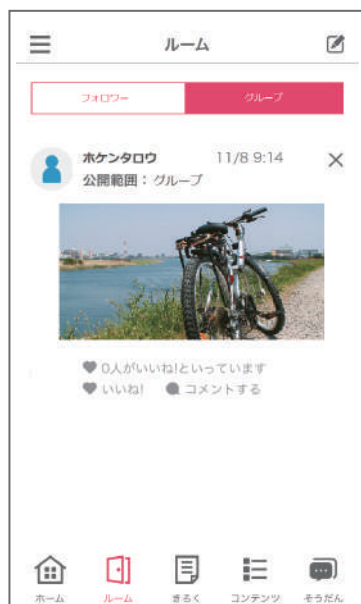 ルーム
フォロワー グループ
ホケンタロウ 11/8 9:14
公開範囲：グループ
0人がいいね!といっています
いいね! コメントする
ホーム ルーム きろく コンテンツ そうだん